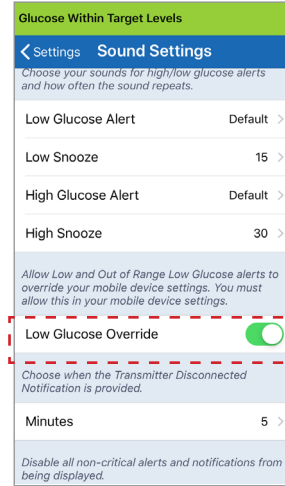 Glucose Within Target Levels
Settings Sound Settings
Choose your sounds for high/low glucose alerts
and how often the sound repeats.
Low Glucose Alert Default
Low Snooze 15
High Glucose Alert Default
High Snooze 30
Allow Low and Out of Range Low Glucose alerts to
override your mobile device settings. You must
allow this in your mobile device settings.
Low Glucose Override
Choose when the Transmitter Disconnected
Notification is provided.
Minutes 5
Disable all non-critical alerts and notifications from
being displayed.